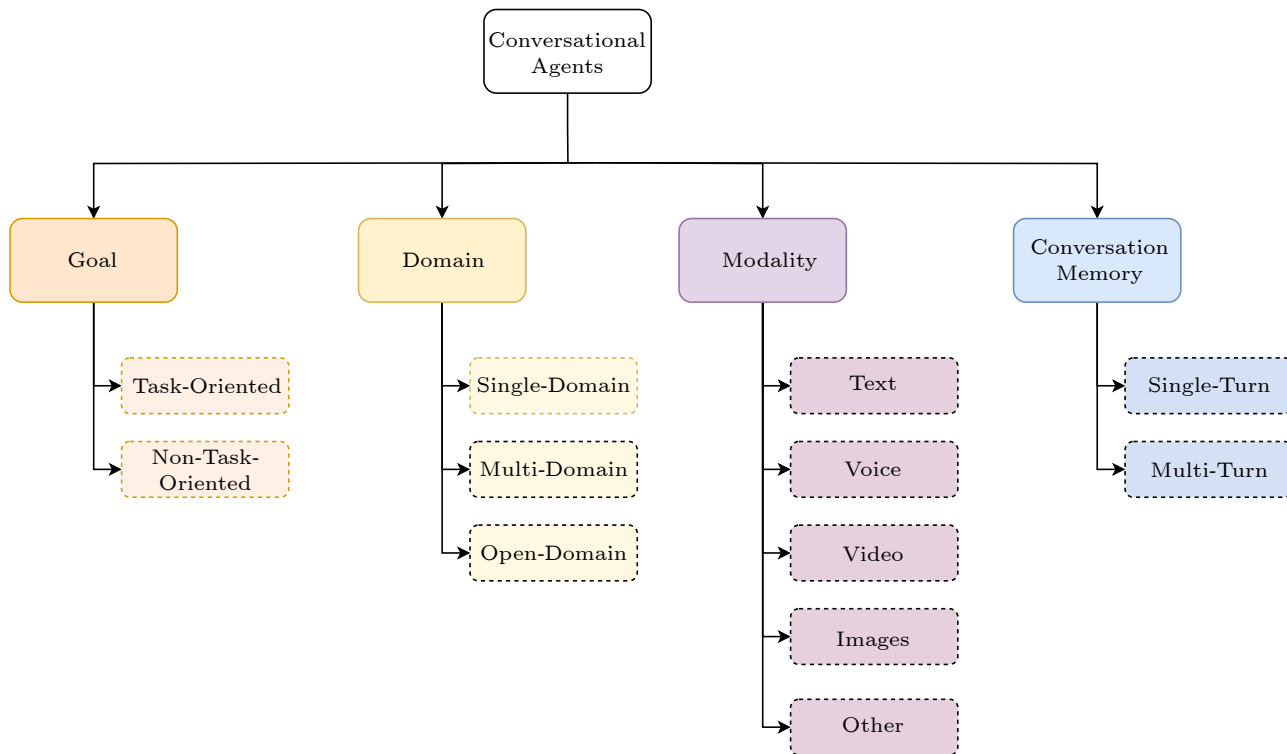 Conversational
Agents
Goal
Domain
Modality
Conversation
Memory
Task-Oriented
Non-Task-
Oriented
Single-Domain
Multi-Domain
Open-Domain
Text
Voice
Video
Images
Other
Single-Turn
Multi-Turn